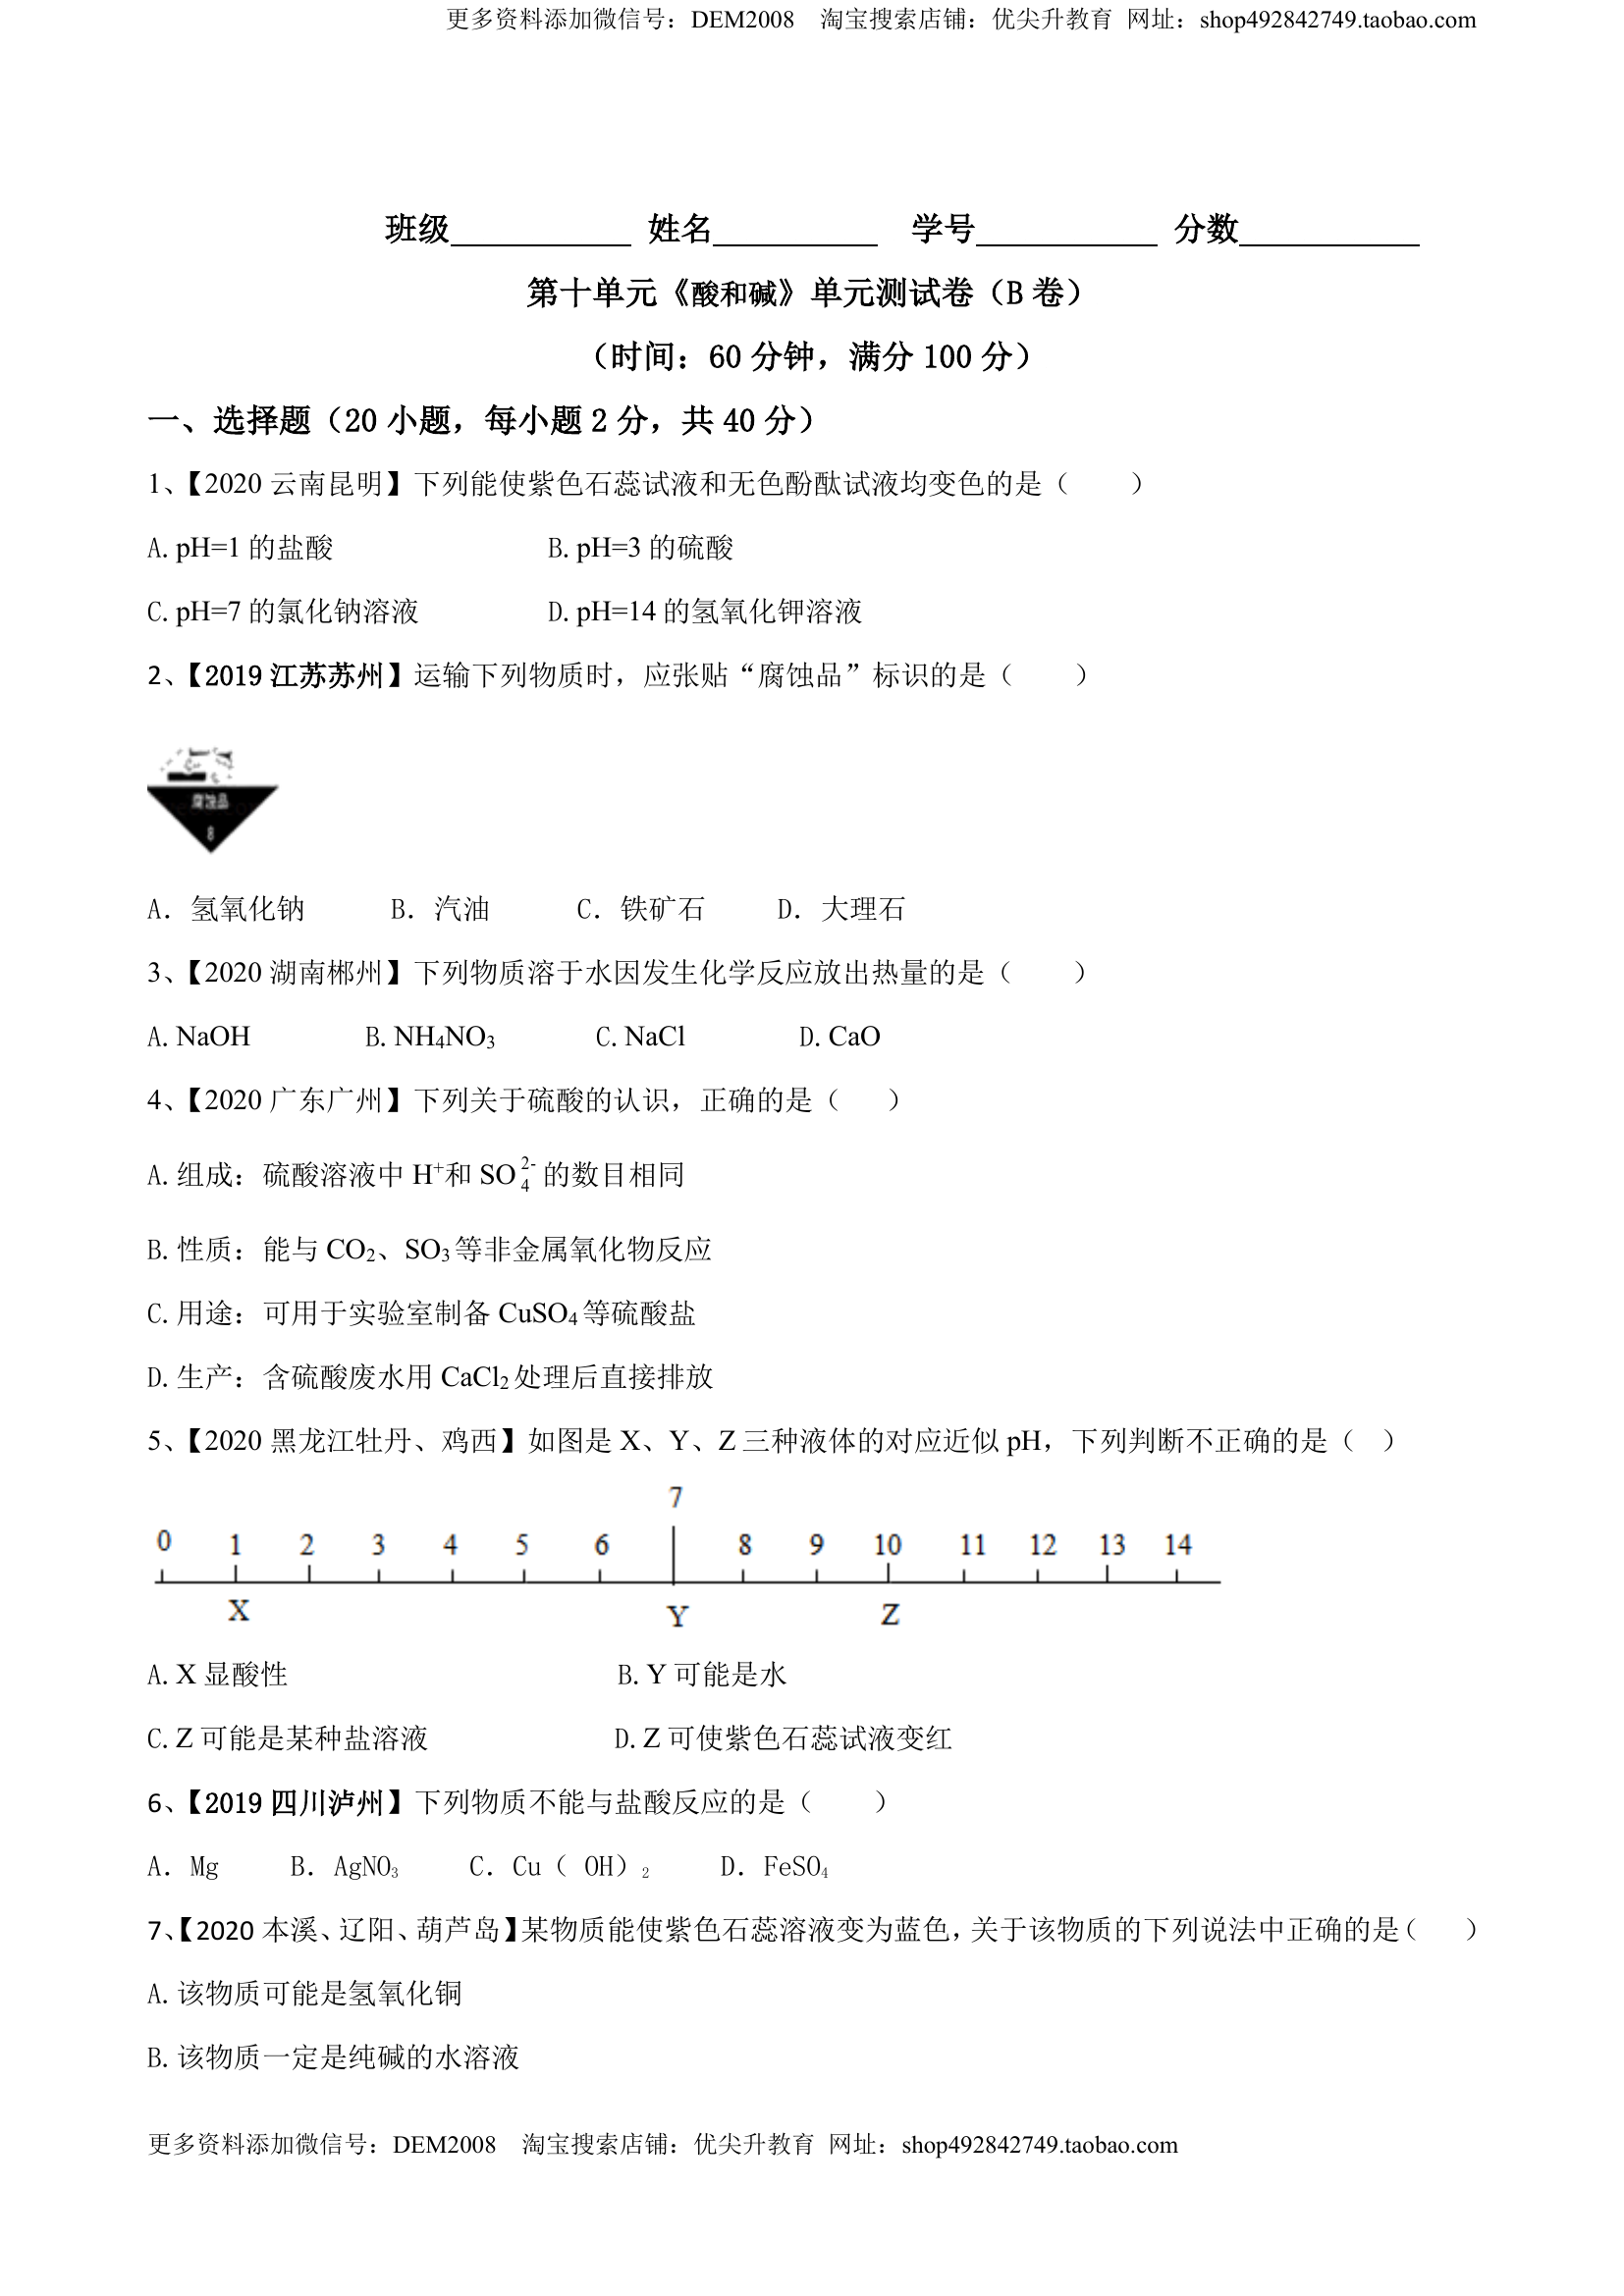 更多资料添加微信号：DEM2008 淘宝搜索店铺：优尖升教育 网址：shop492842749.taobao.com
班级__________ 姓名__________ 学号__________ 分数__________
第十单元《酸和碱》单元测试卷（B 卷）
（时间：60 分钟，满分 100 分）
一、选择题（20 小题，每小题 2 分，共 40 分）
1、【2020 云南昆明】下列能使紫色石蕊试液和无色酚酞试液均变色的是（ ）
A. pH=1 的盐酸 B. pH=3 的硫酸
C. pH=7 的氯化钠溶液 D. pH=14 的氢氧化钾溶液
2、【2019 江苏苏州】运输下列物质时，应张贴“腐蚀品”标识的是（ ）
腐蚀品
8
A. 氢氧化钠 B. 汽油 C. 铁矿石 D. 大理石
3、【2020 湖南郴州】下列物质溶于水因发生化学反应放出热量的是（ ）
A. NaOH B. NH₄NO₃ C. NaCl D. CaO
4、【2020 广东广州】下列关于硫酸的认识，正确的是（ ）
A. 组成：硫酸溶液中 H⁺和 SO₄²⁻ 的数目相同
B. 性质：能与 CO₂、SO₃ 等非金属氧化物反应
C. 用途：可用于实验室制备 CuSO₄ 等硫酸盐
D. 生产：含硫酸废水用 CaCl₂ 处理后直接排放
5、【2020 黑龙江牡丹、鸡西】如图是 X、Y、Z 三种液体的对应近似 pH，下列判断不正确的是（ ）
7
0 1 2 3 4 5 6 8 9 10 11 12 13 14
X Y Z
A. X 显酸性 B. Y 可能是水
C. Z 可能是某种盐溶液 D. Z 可使紫色石蕊试液变红
6、【2019 四川泸州】下列物质不能与盐酸反应的是（ ）
A. Mg B. AgNO₃ C. Cu（ OH）₂ D. FeSO₄
7、【2020 本溪、辽阳、葫芦岛】某物质能使紫色石蕊溶液变为蓝色，关于该物质的下列说法中正确的是（ ）
A. 该物质可能是氢氧化铜
B. 该物质一定是纯碱的水溶液
更多资料添加微信号：DEM2008 淘宝搜索店铺：优尖升教育 网址：shop492842749.taobao.com